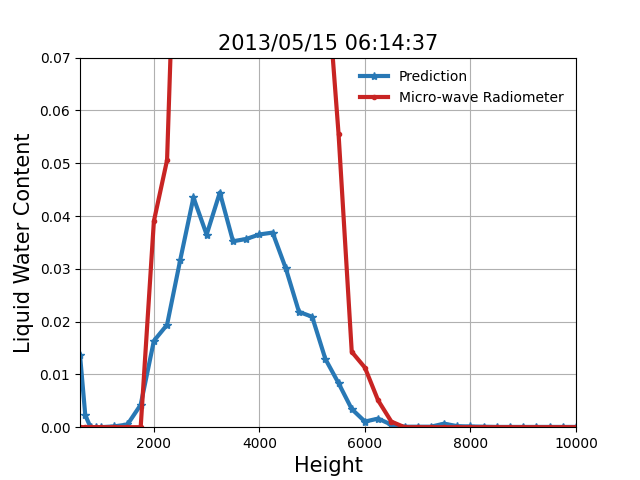 2013/05/15 06:14:37
0.07
0.06
0.05
0.04
0.03
0.02
0.01
0.00
Liquid Water Content
Prediction
Micro-wave Radiometer
2000 4000 6000 8000 10000
Height